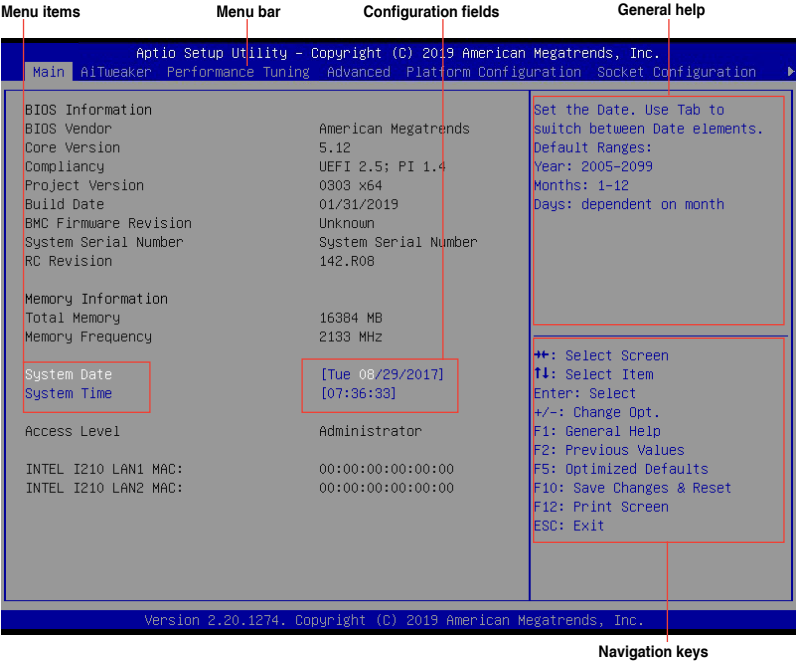 Menu items Menu bar Configuration fields General help
Aptio Setup Utility – Copyright (C) 2019 American Megatrends, Inc.
Main AiTweaker Performance Tuning Advanced Platform Configuration Socket Configuration
BIOS Information
BIOS Vendor American Megatrends
Core Version 5.12
Compliancy UEFI 2.5; PI 1.4
Project Version 0303 x64
Build Date 01/31/2019
BMC Firmware Revision Unknown
System Serial Number System Serial Number
RC Revision 142.R08
Memory Information
Total Memory 16384 MB
Memory Frequency 2133 MHz
System Date [Tue 08/29/2017]
System Time [07:36:33]
Access Level Administrator
INTEL I210 LAN1 MAC: 00:00:00:00:00:00
INTEL I210 LAN2 MAC: 00:00:00:00:00:00
Set the Date. Use Tab to
switch between Date elements.
Default Ranges:
Year: 2005-2099
Months: 1-12
Days: dependent on month
→←: Select Screen
↑↓: Select Item
Enter: Select
+/-: Change Opt.
F1: General Help
F2: Previous Values
F5: Optimized Defaults
F10: Save Changes & Reset
F12: Print Screen
ESC: Exit
Version 2.20.1274. Copyright (C) 2019 American Megatrends, Inc.
Navigation keys